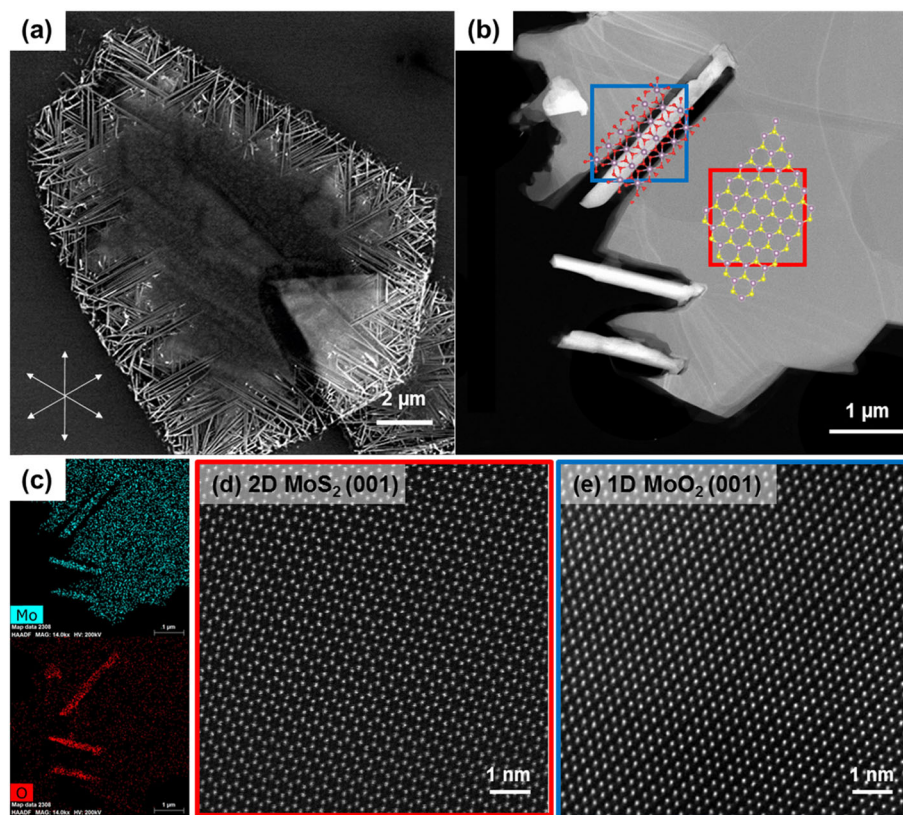 (a)
2 μm
(b)
1 μm
(c)
Mo
Map data 2308
HAADF MAG: 14.0kx HV: 200kV
1 μm
O
Map data 2308
HAADF MAG: 14.0kx HV: 200kV
1 μm
(d) 2D MoS₂ (001)
1 nm
(e) 1D MoO₂ (001)
1 nm